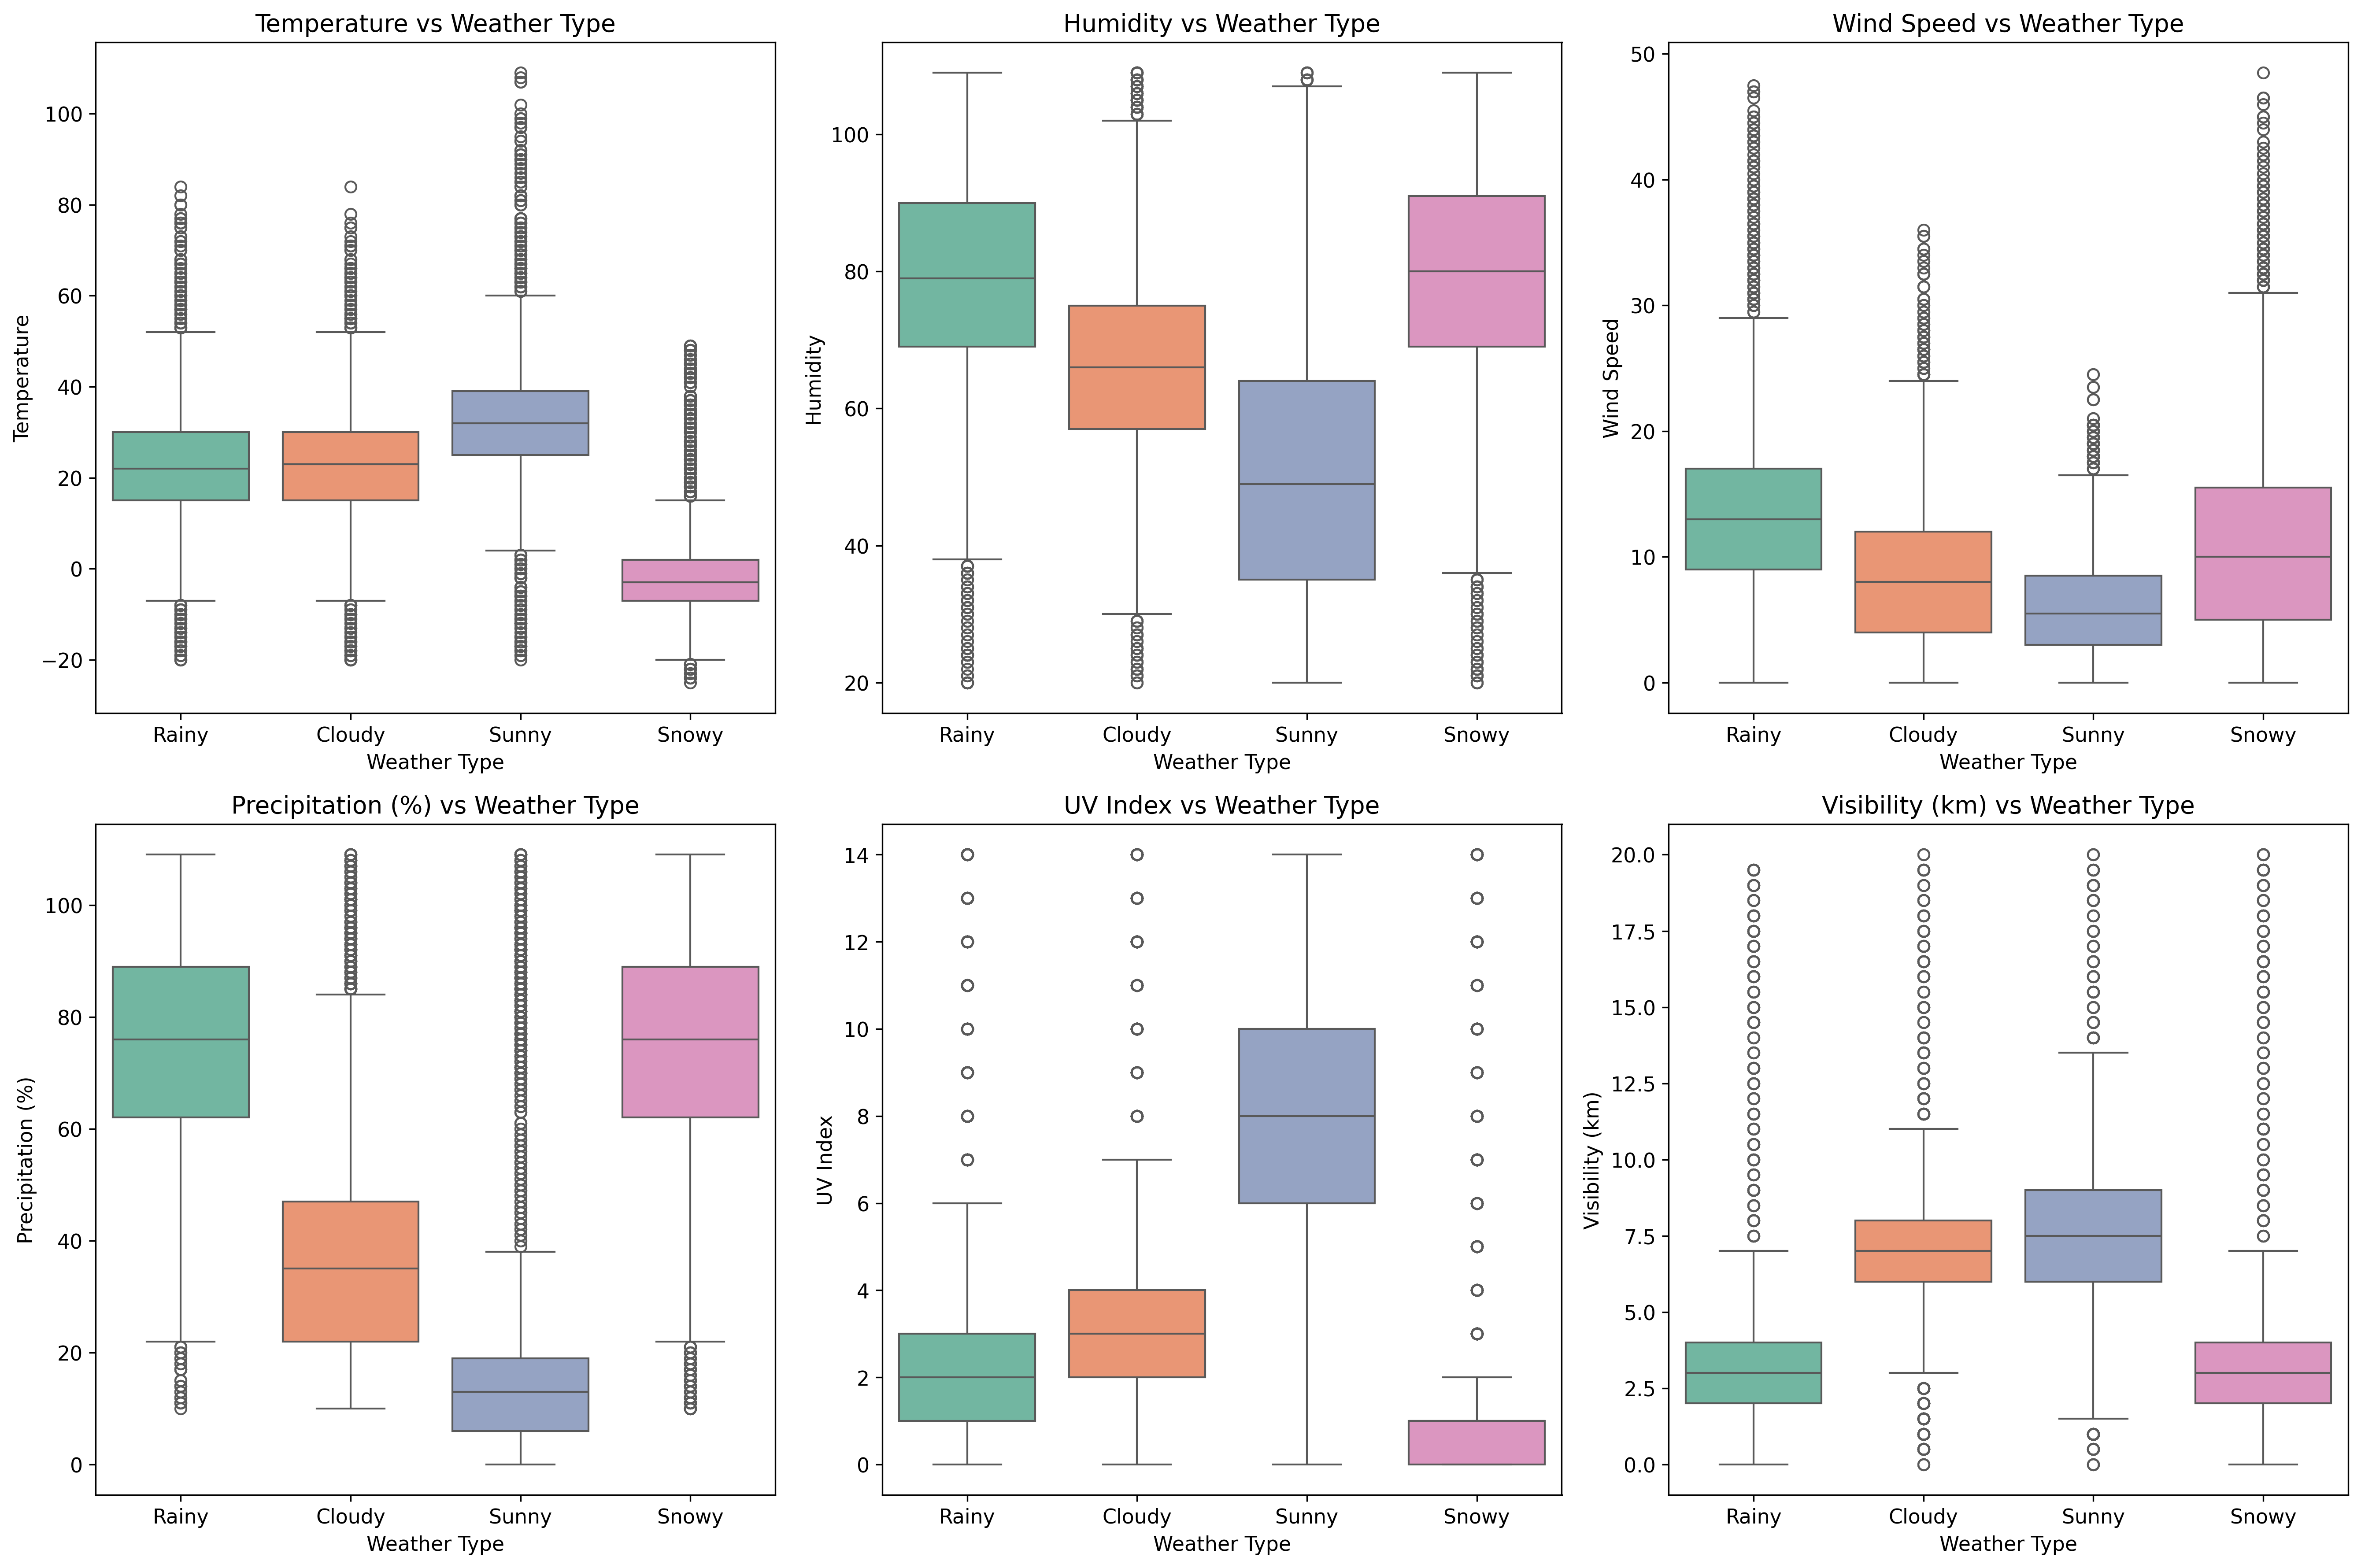 Temperature vs Weather Type
Temperature
100
80
60
40
20
0
−20
Rainy Cloudy Sunny Snowy
Weather Type
Humidity vs Weather Type
Humidity
100
80
60
40
20
Rainy Cloudy Sunny Snowy
Weather Type
Wind Speed vs Weather Type
Wind Speed
50
40
30
20
10
0
Rainy Cloudy Sunny Snowy
Weather Type
Precipitation (%) vs Weather Type
Precipitation (%)
100
80
60
40
20
0
Rainy Cloudy Sunny Snowy
Weather Type
UV Index vs Weather Type
UV Index
14
12
10
8
6
4
2
0
Rainy Cloudy Sunny Snowy
Weather Type
Visibility (km) vs Weather Type
Visibility (km)
20.0
17.5
15.0
12.5
10.0
7.5
5.0
2.5
0.0
Rainy Cloudy Sunny Snowy
Weather Type